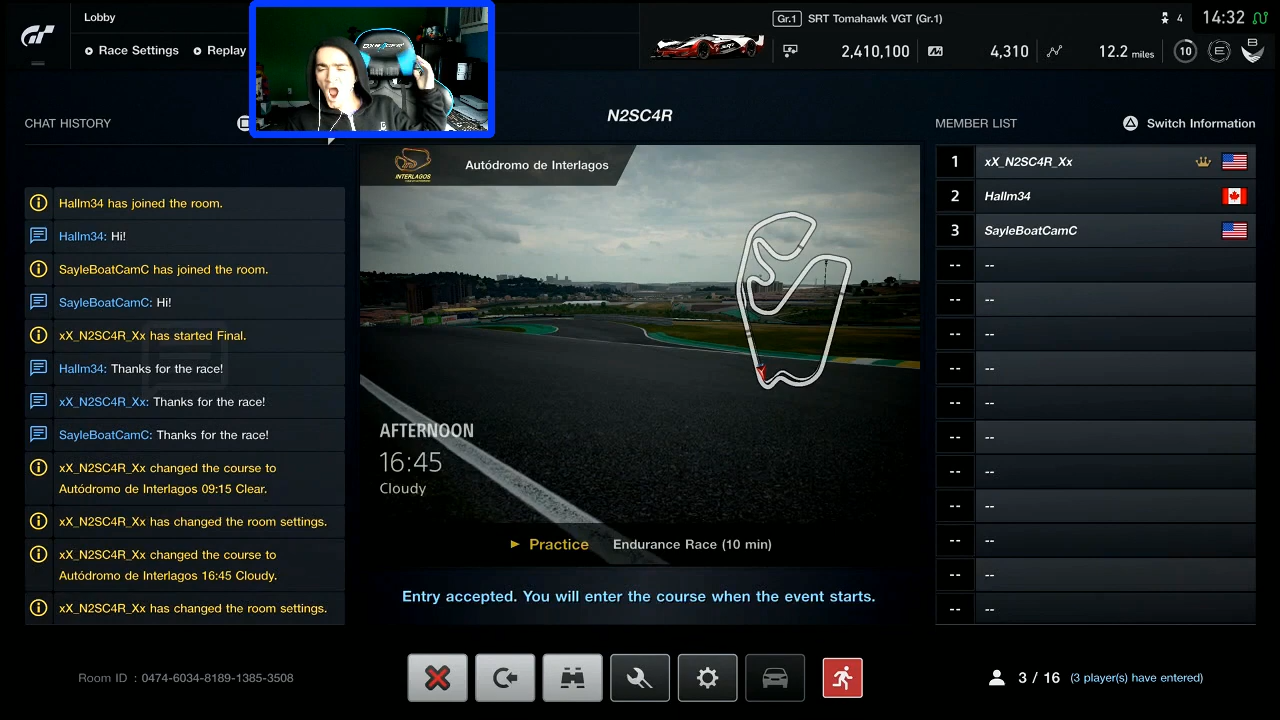 Lobby
Race Settings
Replay
Gr.1 SRT Tomahawk VGT (Gr.1)
4
14:32
2,410,100
4,310
12.2 miles
10
E
B
CHAT HISTORY
N2SC4R
MEMBER LIST
Switch Information
INTERLAGOS
Autódromo de Interlagos
Hallm34 has joined the room.
Hallm34: Hi!
SayleBoatCamC has joined the room.
SayleBoatCamC: Hi!
xX_N2SC4R_Xx has started Final.
Hallm34: Thanks for the race!
xX_N2SC4R_Xx: Thanks for the race!
SayleBoatCamC: Thanks for the race!
xX_N2SC4R_Xx changed the course to
Autódromo de Interlagos 09:15 Clear.
xX_N2SC4R_Xx has changed the room settings.
xX_N2SC4R_Xx changed the course to
Autódromo de Interlagos 16:45 Cloudy.
xX_N2SC4R_Xx has changed the room settings.
AFTERNOON
16:45
Cloudy
Practice
Endurance Race (10 min)
Entry accepted. You will enter the course when the event starts.
1 xX_N2SC4R_Xx
2 Hallm34
3 SayleBoatCamC
-- --
-- --
-- --
-- --
-- --
-- --
-- --
-- --
-- --
-- --
-- --
Room ID : 0474-6034-8189-1385-3508
3 / 16 (3 player(s) have entered)